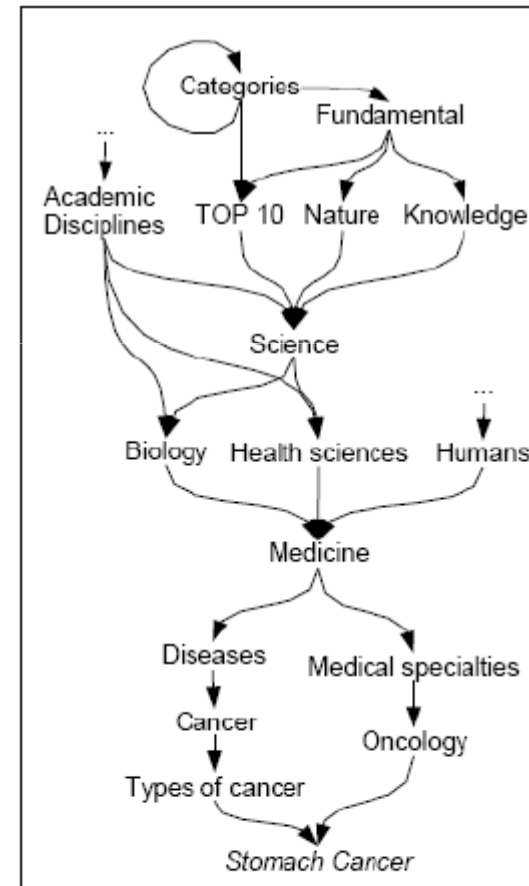 Categories
Fundamental
...
Academic
Disciplines
TOP 10
Nature
Knowledge
Science
...
Biology
Health sciences
Humans
Medicine
Diseases
Medical specialties
Cancer
Oncology
Types of cancer
Stomach Cancer